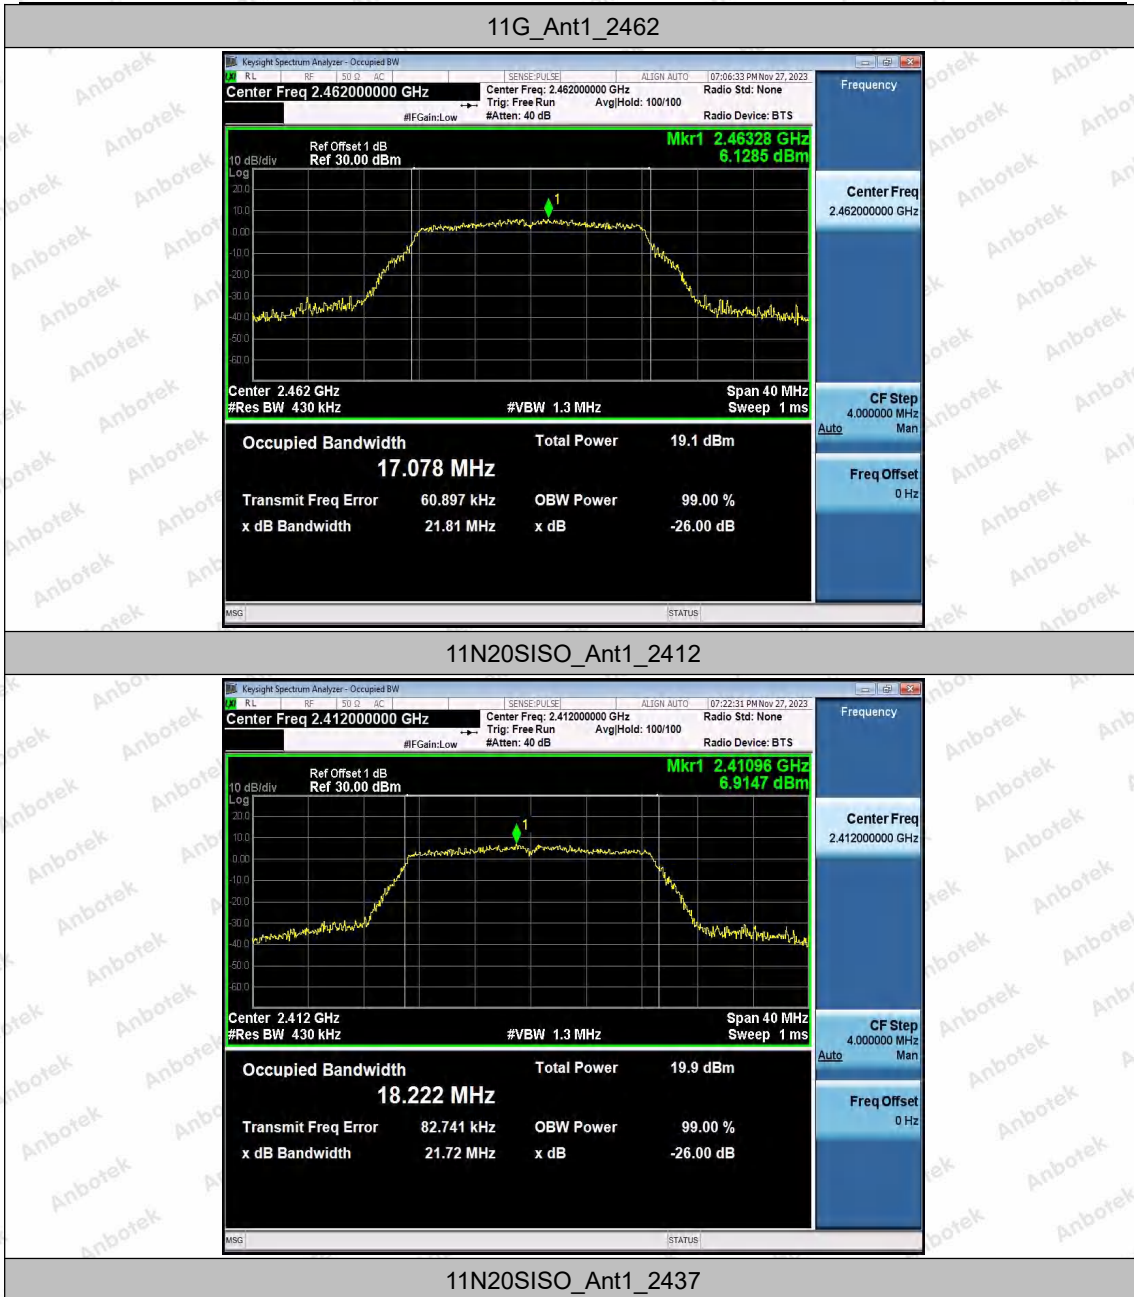 11G_Ant1_2462
Keysight Spectrum Analyzer - Occupied BW
RL RF 50 Ω AC SENSE:PULSE ALIGN AUTO 07:06:33 PM Nov 27, 2023
Center Freq 2.462000000 GHz Center Freq: 2.462000000 GHz Radio Std: None
Trig: Free Run Avg|Hold: 100/100
#IFGain:Low #Atten: 40 dB Radio Device: BTS
Frequency
Ref Offset 1 dB Mkr1 2.46328 GHz
10 dB/div Ref 30.00 dBm 6.1285 dBm
Log
20.0
10.0
0.00
-10.0
-20.0
-30.0
-40.0
-50.0
-60.0
1
Center 2.462 GHz Span 40 MHz
#Res BW 430 kHz #VBW 1.3 MHz Sweep 1 ms
Center Freq
2.462000000 GHz
CF Step
4.000000 MHz
Auto Man
Freq Offset
0 Hz
Occupied Bandwidth Total Power 19.1 dBm
17.078 MHz
Transmit Freq Error 60.897 kHz OBW Power 99.00 %
x dB Bandwidth 21.81 MHz x dB -26.00 dB
MSG STATUS
11N20SISO_Ant1_2412
Keysight Spectrum Analyzer - Occupied BW
RL RF 50 Ω AC SENSE:PULSE ALIGN AUTO 07:22:31 PM Nov 27, 2023
Center Freq 2.412000000 GHz Center Freq: 2.412000000 GHz Radio Std: None
Trig: Free Run Avg|Hold: 100/100
#IFGain:Low #Atten: 40 dB Radio Device: BTS
Frequency
Ref Offset 1 dB Mkr1 2.41096 GHz
10 dB/div Ref 30.00 dBm 6.9147 dBm
Log
20.0
10.0
0.00
-10.0
-20.0
-30.0
-40.0
-50.0
-60.0
1
Center 2.412 GHz Span 40 MHz
#Res BW 430 kHz #VBW 1.3 MHz Sweep 1 ms
Center Freq
2.412000000 GHz
CF Step
4.000000 MHz
Auto Man
Freq Offset
0 Hz
Occupied Bandwidth Total Power 19.9 dBm
18.222 MHz
Transmit Freq Error 82.741 kHz OBW Power 99.00 %
x dB Bandwidth 21.72 MHz x dB -26.00 dB
MSG STATUS
11N20SISO_Ant1_2437
Anbotek